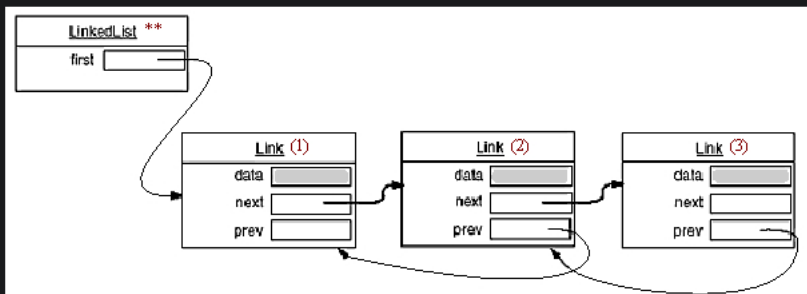 LinkedList **
first
Link (1)
data
next
prev
Link (2)
data
next
prev
Link (3)
data
next
prev